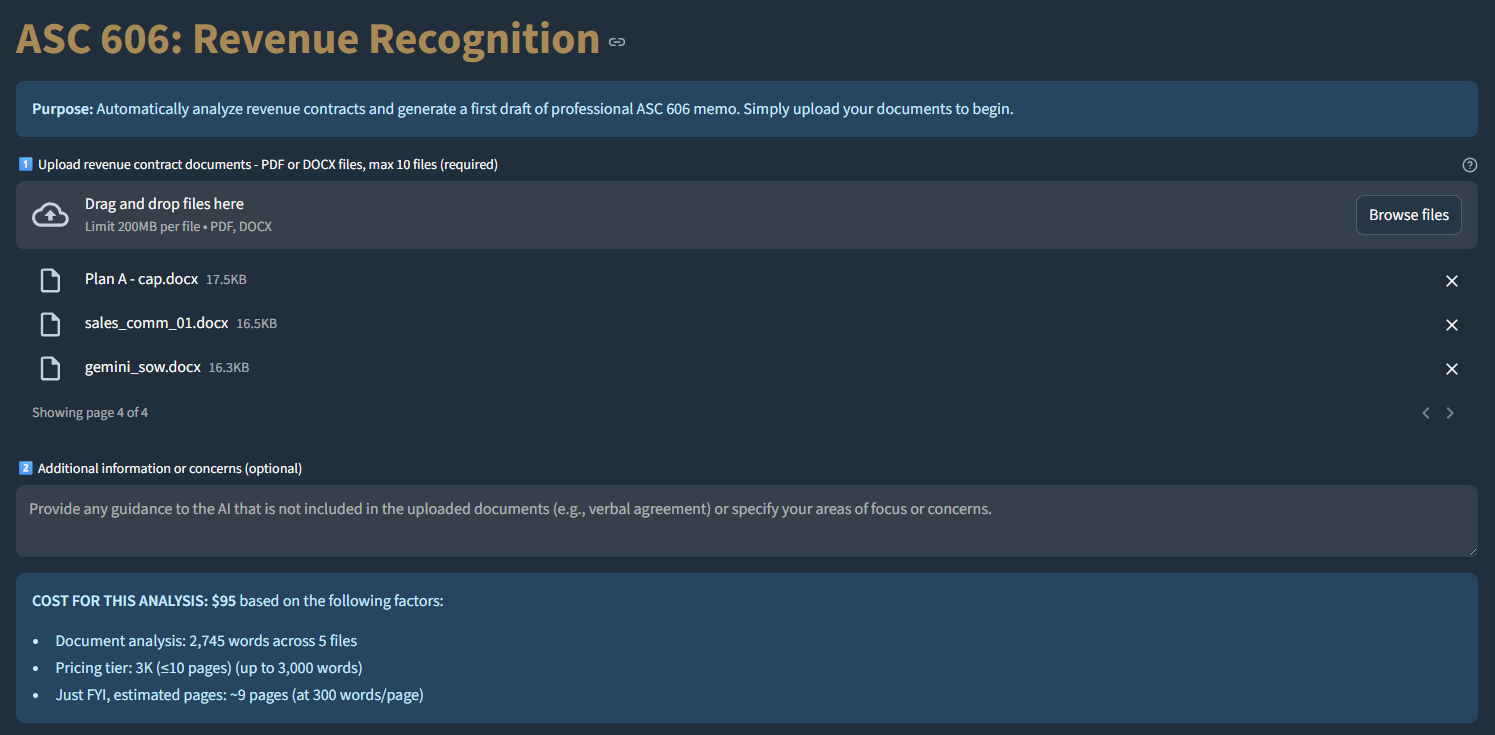 ASC 606: Revenue Recognition
Purpose: Automatically analyze revenue contracts and generate a first draft of professional ASC 606 memo. Simply upload your documents to begin.
1 Upload revenue contract documents - PDF or DOCX files, max 10 files (required)
Drag and drop files here
Limit 200MB per file • PDF, DOCX
Browse files
Plan A - cap.docx 17.5KB
sales_comm_01.docx 16.5KB
gemini_sow.docx 16.3KB
Showing page 4 of 4
2 Additional information or concerns (optional)
Provide any guidance to the AI that is not included in the uploaded documents (e.g., verbal agreement) or specify your areas of focus or concerns.
COST FOR THIS ANALYSIS: $95 based on the following factors:
• Document analysis: 2,745 words across 5 files
• Pricing tier: 3K (≤10 pages) (up to 3,000 words)
• Just FYI, estimated pages: ~9 pages (at 300 words/page)